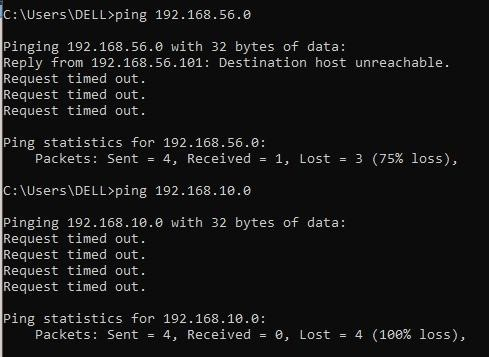 C:\Users\DELL>ping 192.168.56.0
Pinging 192.168.56.0 with 32 bytes of data:
Reply from 192.168.56.101: Destination host unreachable.
Request timed out.
Request timed out.
Request timed out.
Ping statistics for 192.168.56.0:
    Packets: Sent = 4, Received = 1, Lost = 3 (75% loss),
C:\Users\DELL>ping 192.168.10.0
Pinging 192.168.10.0 with 32 bytes of data:
Request timed out.
Request timed out.
Request timed out.
Request timed out.
Ping statistics for 192.168.10.0:
    Packets: Sent = 4, Received = 0, Lost = 4 (100% loss),